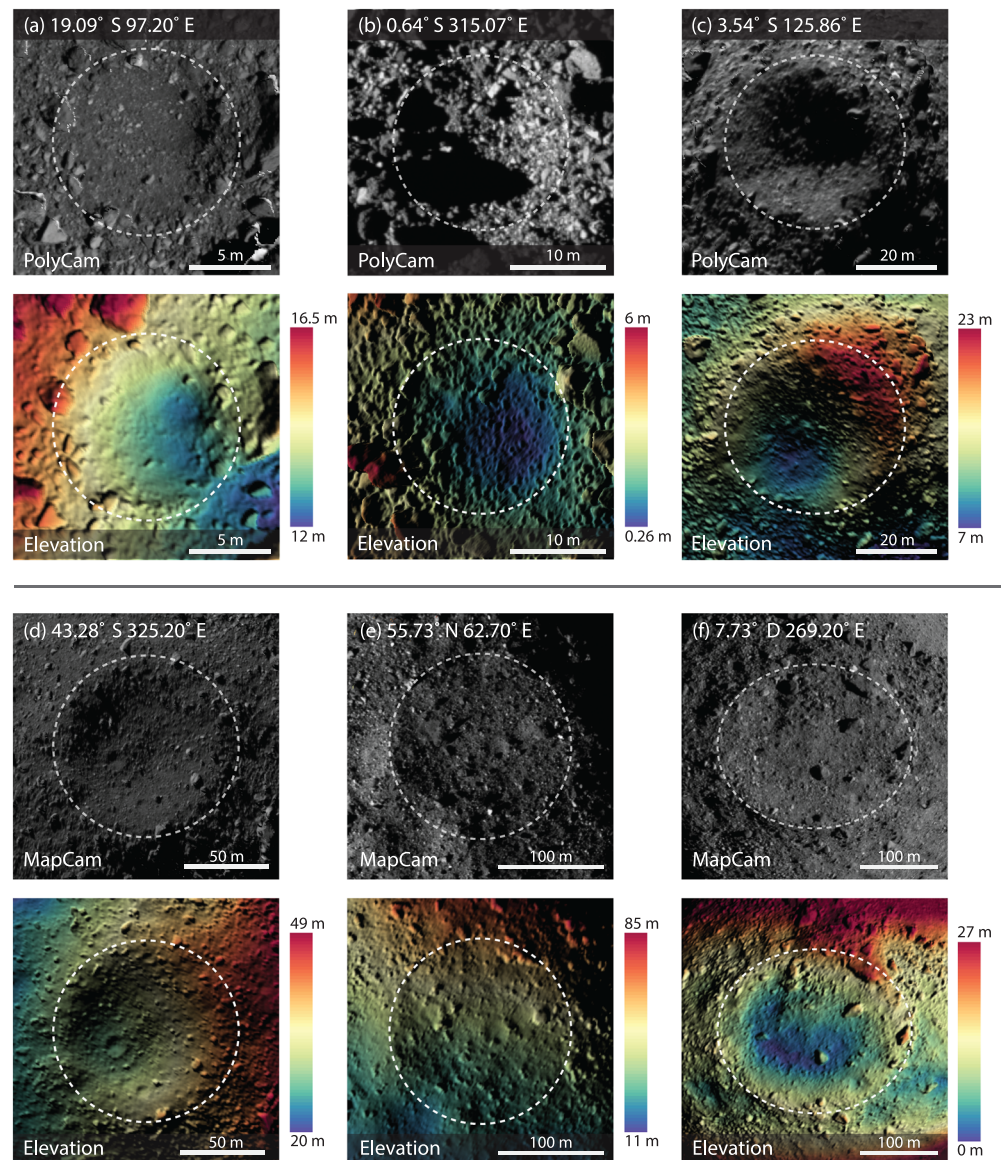 (a) 19.09° S 97.20° E
(b) 0.64° S 315.07° E
(c) 3.54° S 125.86° E
PolyCam
5 m
PolyCam
10 m
PolyCam
20 m
16.5 m
12 m
Elevation
5 m
6 m
0.26 m
Elevation
10 m
23 m
7 m
Elevation
20 m
(d) 43.28° S 325.20° E
(e) 55.73° N 62.70° E
(f) 7.73° D 269.20° E
MapCam
50 m
MapCam
100 m
MapCam
100 m
49 m
20 m
Elevation
50 m
85 m
11 m
Elevation
100 m
27 m
0 m
Elevation
100 m